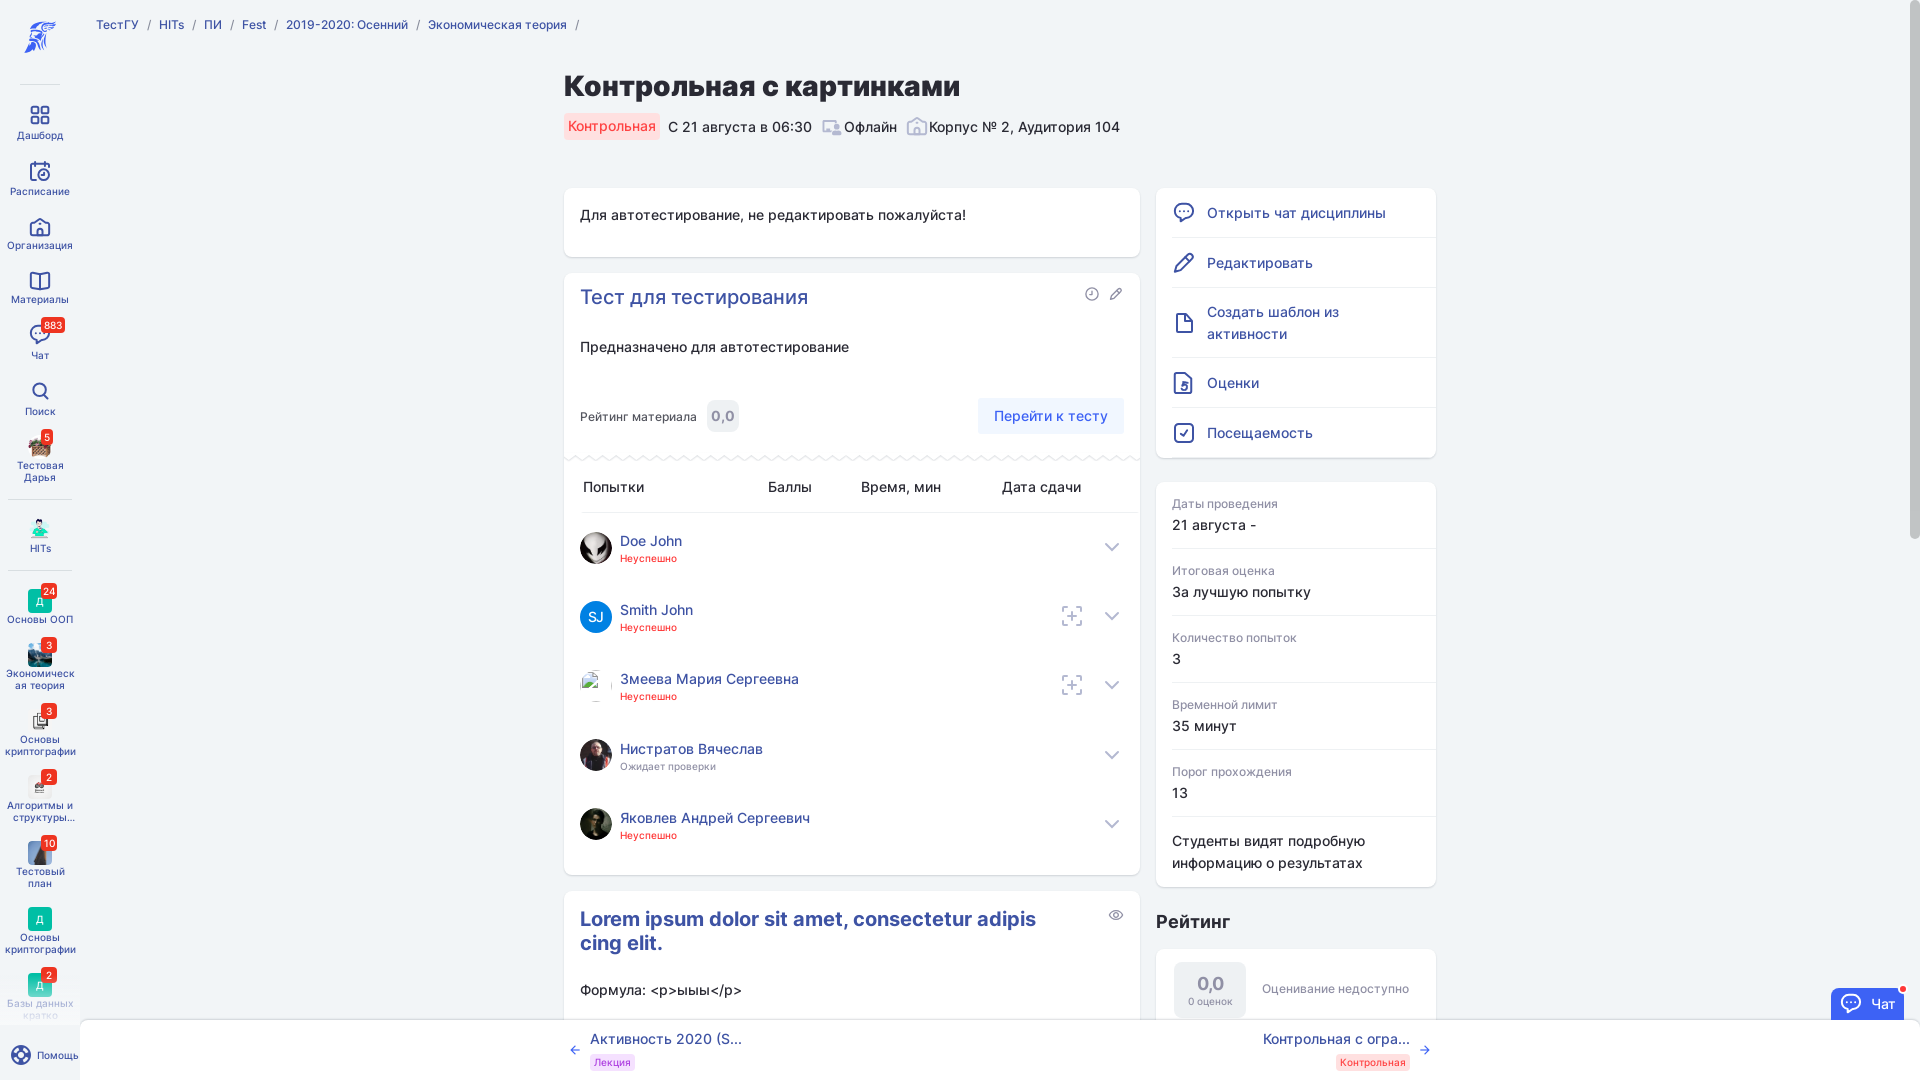 ТестГУ / HITs / ПИ / Fest / 2019-2020: Осенний / Экономическая теория /
Дашборд
Расписание
Организация
Материалы
883
Чат
Поиск
5
Тестовая
Дарья
HITs
24
Д
Основы ООП
3
Экономическ
ая теория
3
Основы
криптографии
2
Алгоритмы и
структуры...
10
Тестовый
план
Д
Основы
криптографии
2
Д
Базы данных
кратко
Помощь
Контрольная с картинками
Контрольная С 21 августа в 06:30 Офлайн Корпус № 2, Аудитория 104
Для автотестирование, не редактировать пожалуйста!
Тест для тестирования
Предназначено для автотестирование
Рейтинг материала 0,0 Перейти к тесту
Попытки Баллы Время, мин Дата сдачи
Doe John
Неуспешно
SJ
Smith John
Неуспешно
Змеева Мария Сергеевна
Неуспешно
Нистратов Вячеслав
Ожидает проверки
Яковлев Андрей Сергеевич
Неуспешно
Lorem ipsum dolor sit amet, consectetur adipis
cing elit.
Формула: <p>ыыы</p>
Открыть чат дисциплины
Редактировать
Создать шаблон из
активности
5
Оценки
Посещаемость
Даты проведения
21 августа -
Итоговая оценка
За лучшую попытку
Количество попыток
3
Временной лимит
35 минут
Порог прохождения
13
Студенты видят подробную
информацию о результатах
Рейтинг
0,0
0 оценок
Оценивание недоступно
Чат
Активность 2020 (S...
Лекция
Контрольная с огра...
Контрольная